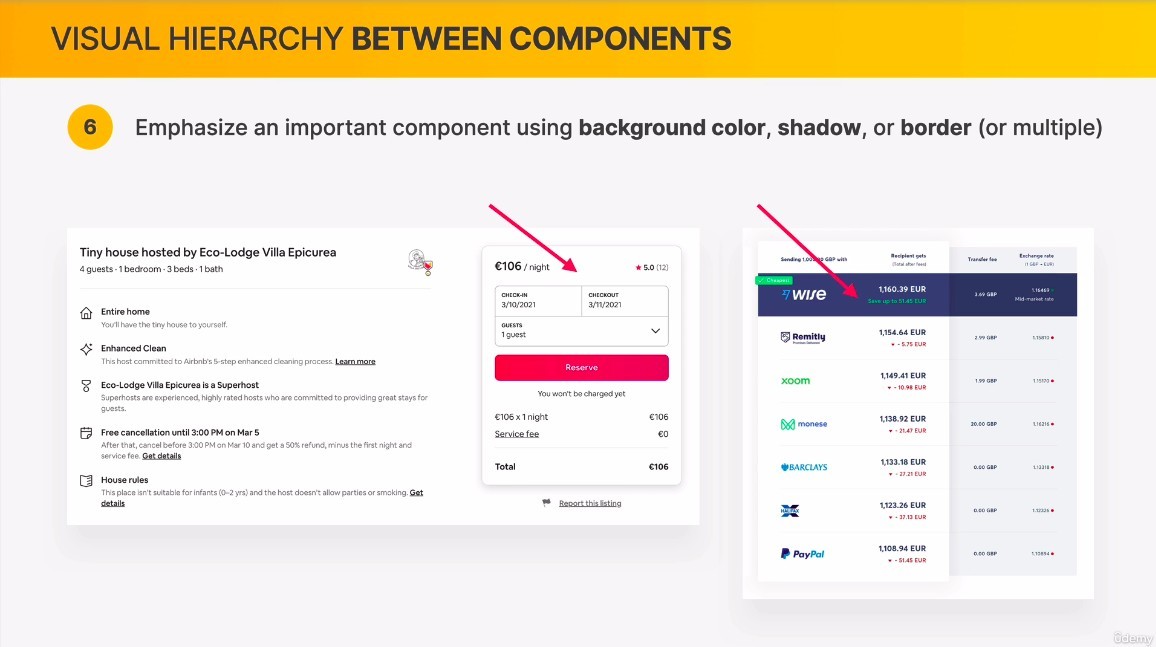 VISUAL HIERARCHY BETWEEN COMPONENTS
6
Emphasize an important component using background color, shadow, or border (or multiple)
Tiny house hosted by Eco-Lodge Villa Epicurea
4 guests · 1 bedroom · 3 beds · 1 bath
Entire home
You'll have the tiny house to yourself.
Enhanced Clean
This host committed to Airbnb's 5-step enhanced cleaning process. Learn more
Eco-Lodge Villa Epicurea is a Superhost
Superhosts are experienced, highly rated hosts who are committed to providing great stays for
guests.
Free cancellation until 3:00 PM on Mar 5
After that, cancel before 3:00 PM on Mar 10 and get a 50% refund, minus the first night and
service fee. Get details
House rules
This place isn't suitable for infants (0–2 yrs) and the host doesn't allow parties or smoking. Get
details
€106 / night
★ 5.0 (12)
CHECK-IN
3/10/2021
CHECKOUT
3/11/2021
GUESTS
1 guest
Reserve
You won't be charged yet
€106 x 1 night €106
Service fee €0
Total €106
Report this listing
Sending GBP with
Recipient gets
(Total after fees)
Transfer fee
Exchange rate
(1 GBP → EUR)
Cheapest
WISE
1,160.39 EUR
Save up to 51.45 EUR
3.69 GBP
1.16469
Mid-market rate
Remitly
1,154.64 EUR
- 5.75 EUR
2.99 GBP
xoom
1,149.41 EUR
- 10.98 EUR
1.99 GBP
monese
1,138.92 EUR
- 21.47 EUR
20.00 GBP
1.16216
BARCLAYS
1,133.18 EUR
- 27.21 EUR
0.00 GBP
1.13318
HALIFAX
1,123.26 EUR
- 37.13 EUR
0.00 GBP
1.12326
PayPal
1,108.94 EUR
- 51.45 EUR
0.00 GBP
1.10894
ûdemy